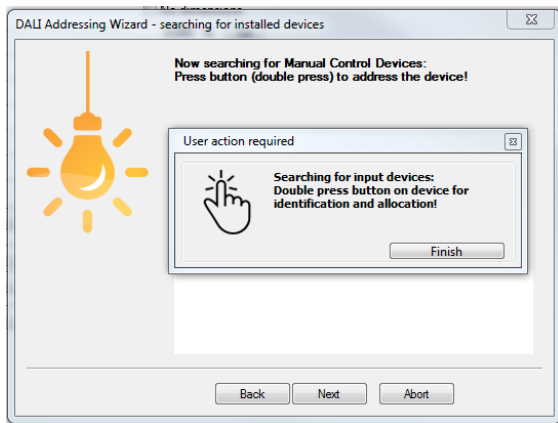 DALI Addressing Wizard - searching for installed devices
Now searching for Manual Control Devices:
Press button (double press) to address the device!
User action required
Searching for input devices:
Double press button on device for
identification and allocation!
Finish
Back
Next
Abort